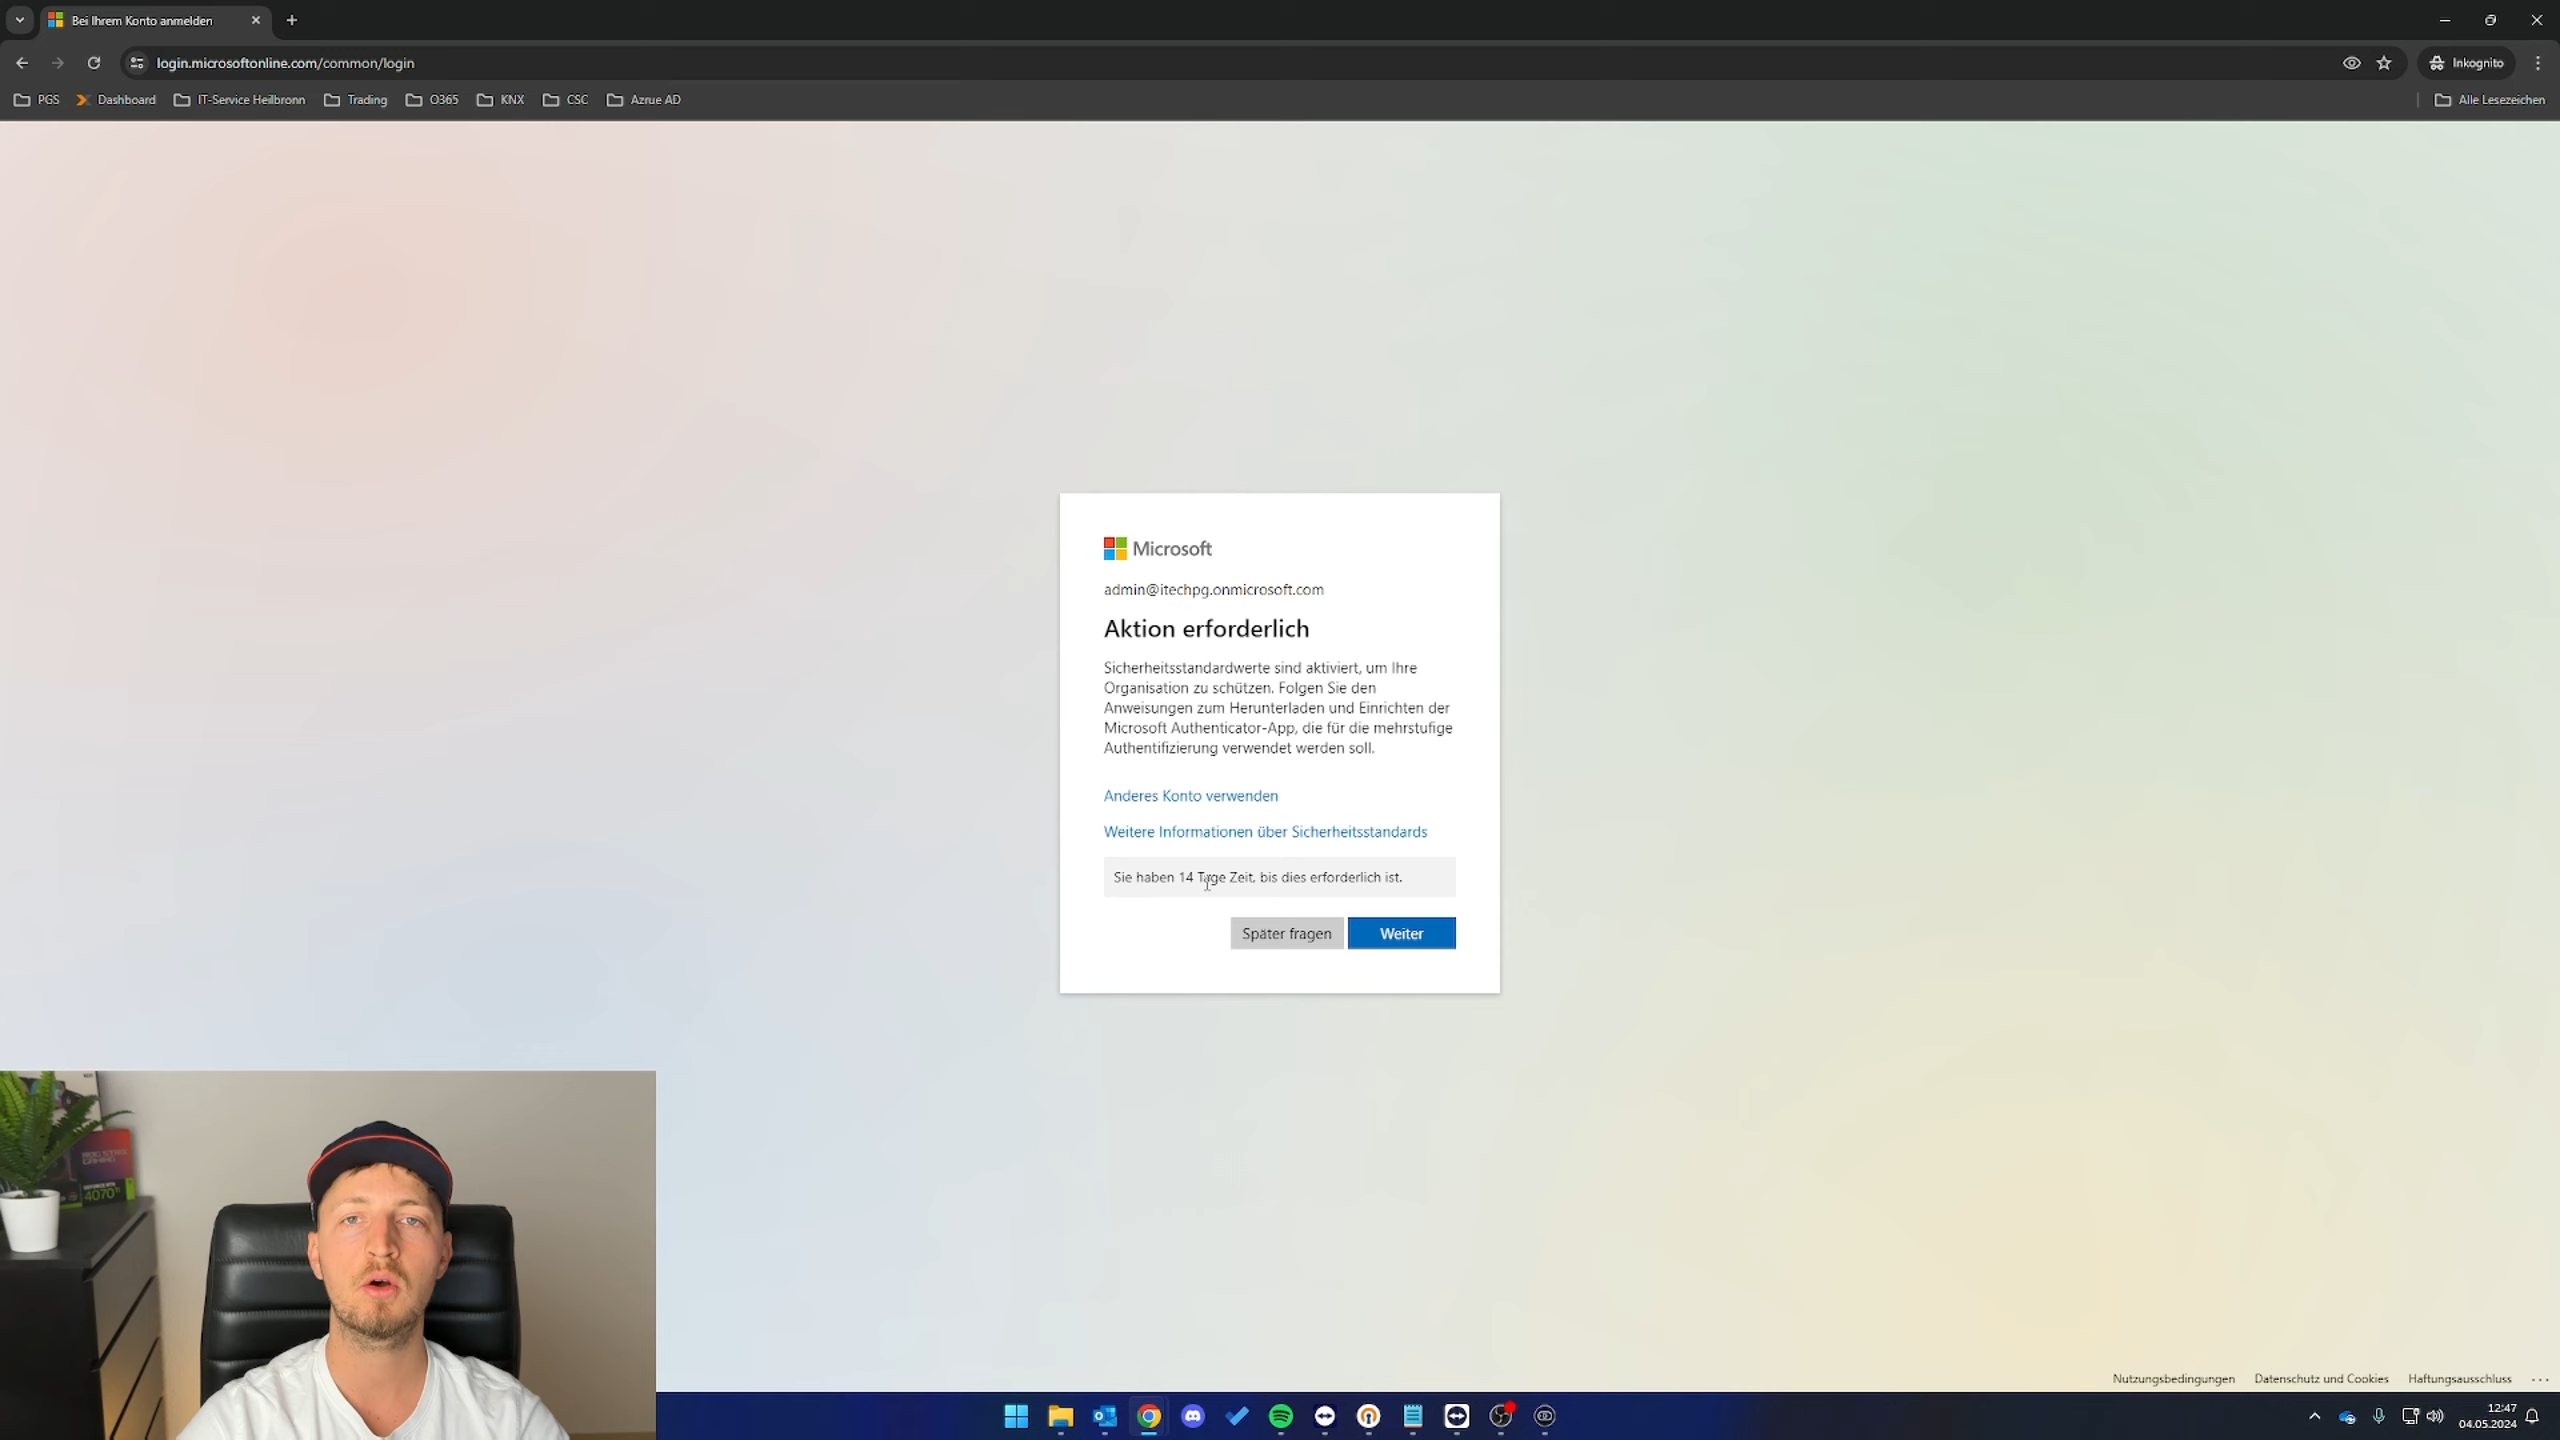 Bei Ihrem Konto anmelden
login.microsoftonline.com/common/login
Inkognito
PGS
Dashboard
IT-Service Heilbronn
Trading
O365
KNX
CSC
Azrue AD
Alle Lesezeichen
Microsoft
admin@itechpg.onmicrosoft.com
Aktion erforderlich
Sicherheitsstandardwerte sind aktiviert, um Ihre
Organisation zu schützen. Folgen Sie den
Anweisungen zum Herunterladen und Einrichten der
Microsoft Authenticator-App, die für die mehrstufige
Authentifizierung verwendet werden soll.
Anderes Konto verwenden
Weitere Informationen über Sicherheitsstandards
Sie haben 14 Tage Zeit, bis dies erforderlich ist.
Später fragen
Weiter
4070 Ti
Nutzungsbedingungen
Datenschutz und Cookies
Haftungsausschluss
12:47
04.05.2024